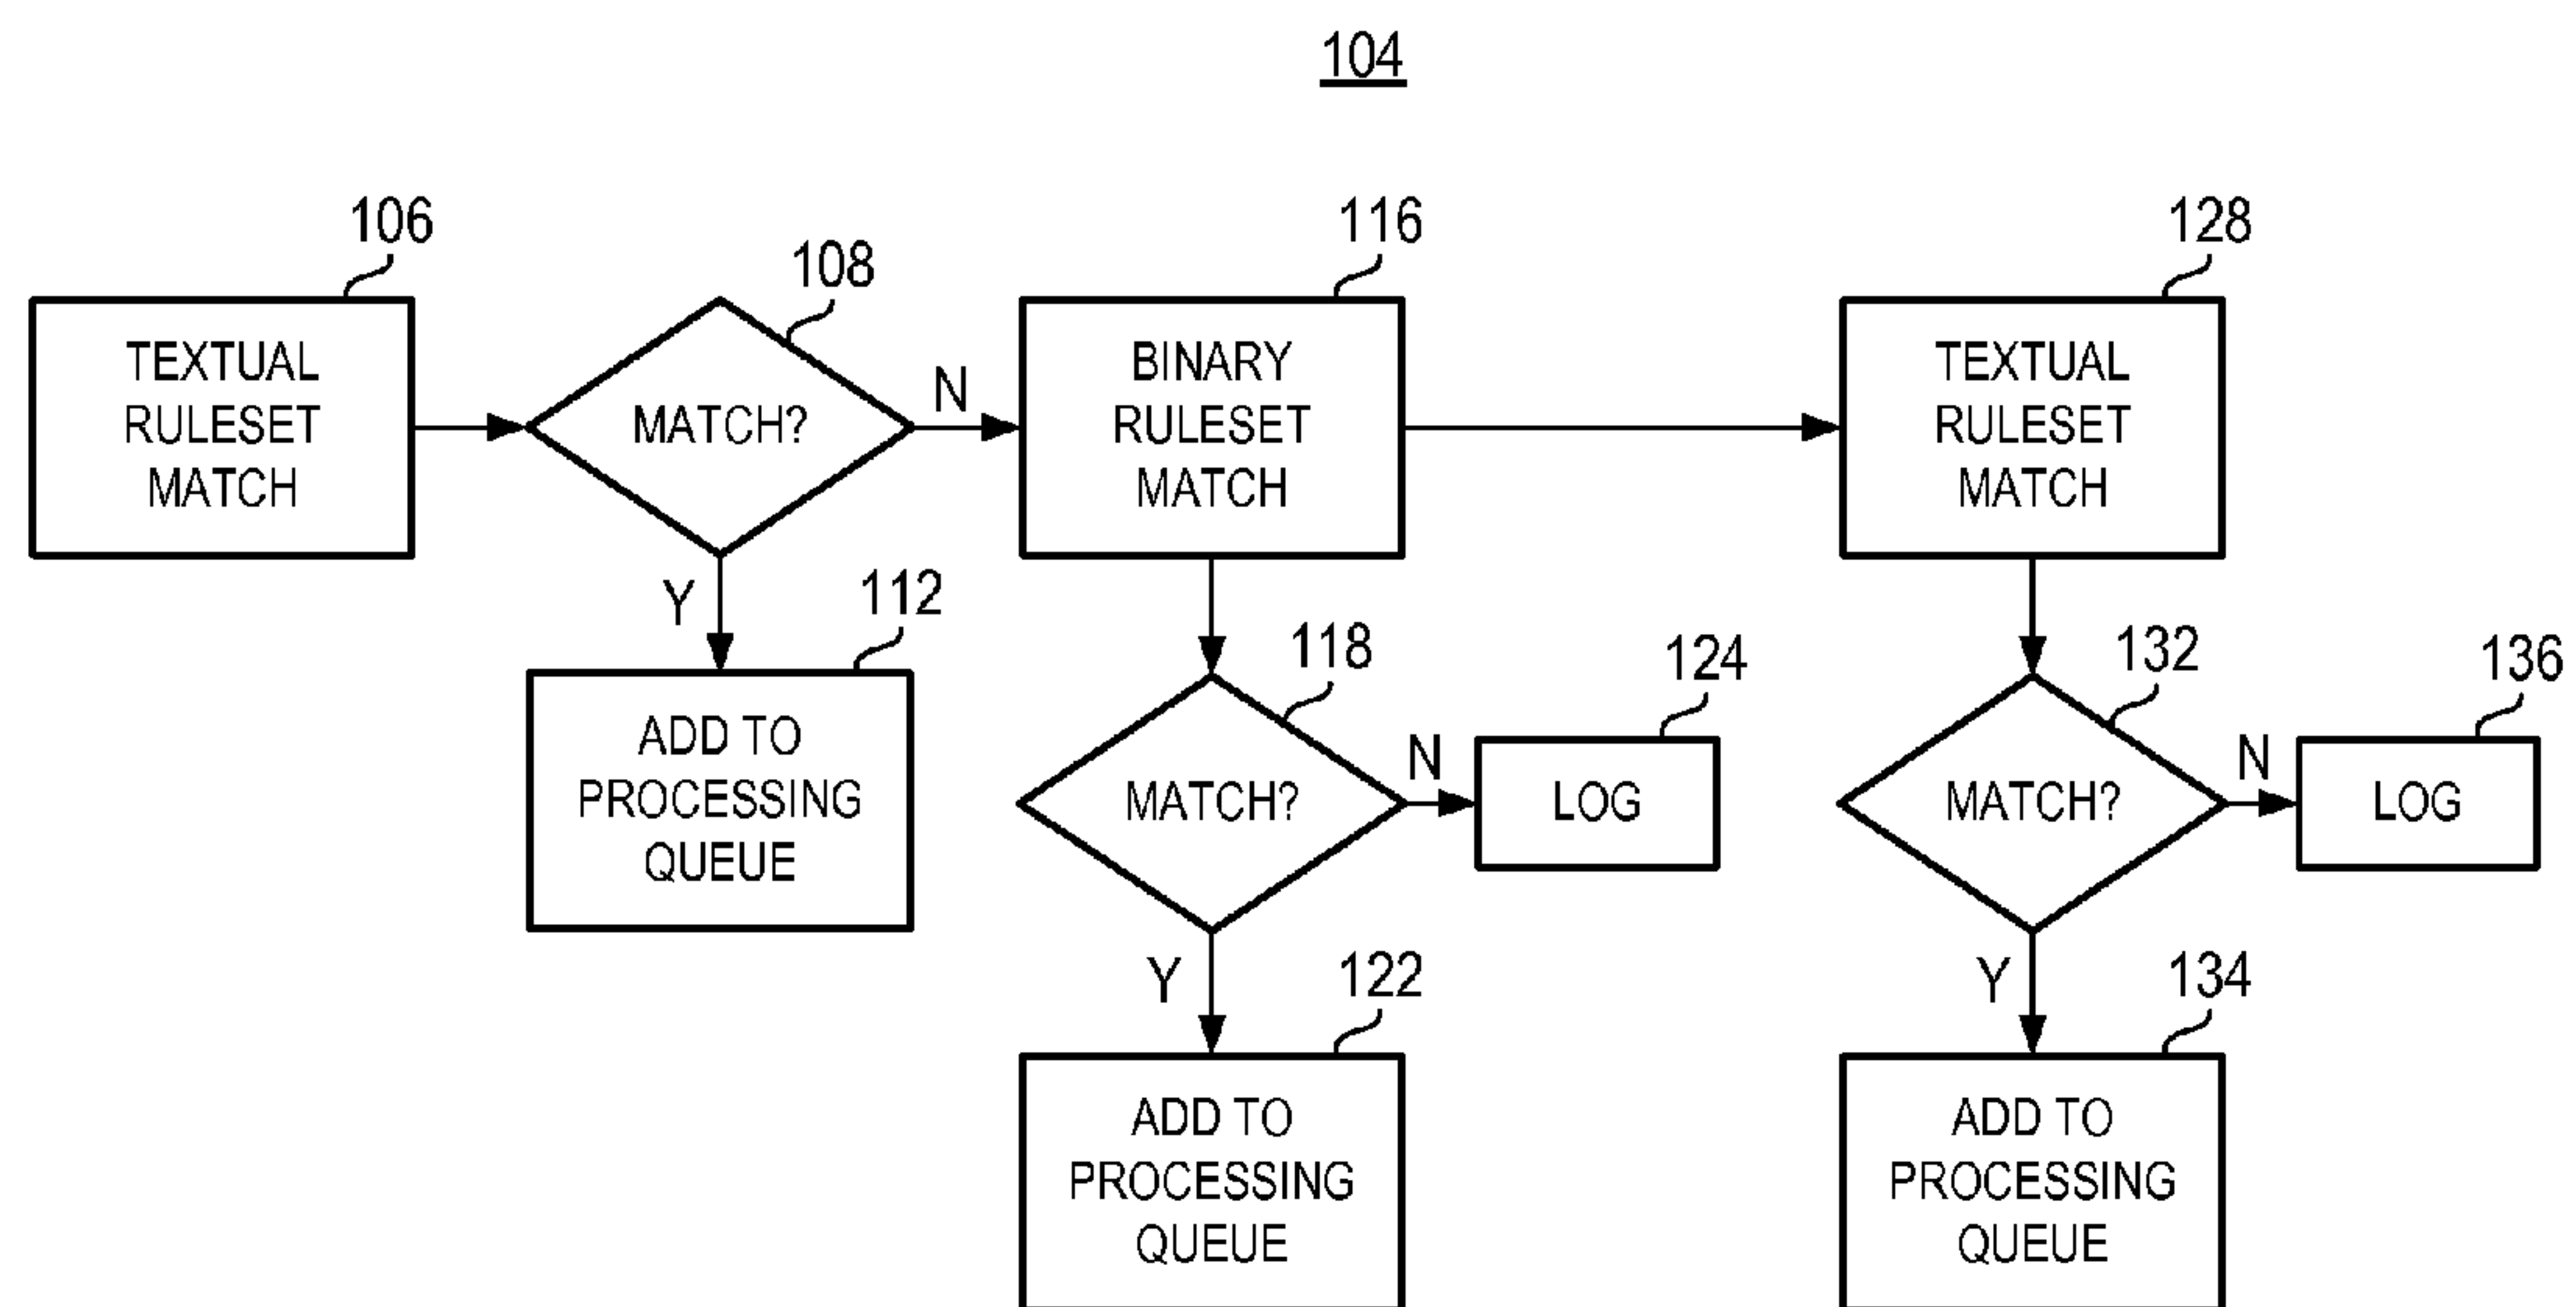 104
106
TEXTUAL
RULESET
MATCH
108
MATCH?
N
Y
112
ADD TO
PROCESSING
QUEUE
116
BINARY
RULESET
MATCH
118
MATCH?
N
124
LOG
Y
122
ADD TO
PROCESSING
QUEUE
128
TEXTUAL
RULESET
MATCH
132
MATCH?
N
136
LOG
Y
134
ADD TO
PROCESSING
QUEUE